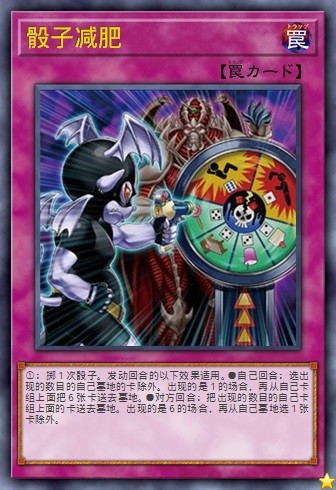 骰子减肥
トラップ
罠
【罠カード】
①：掷1次骰子。发动回合的以下效果适用。●自己回合：选出
现的数目的自己墓地的卡除外。出现的是1的场合，再从自己卡
组上面把6张卡送去墓地。●对方回合：把出现的数目的自己卡
组上面的卡送去墓地。出现的是6的场合，再从自己墓地选1张
卡除外。